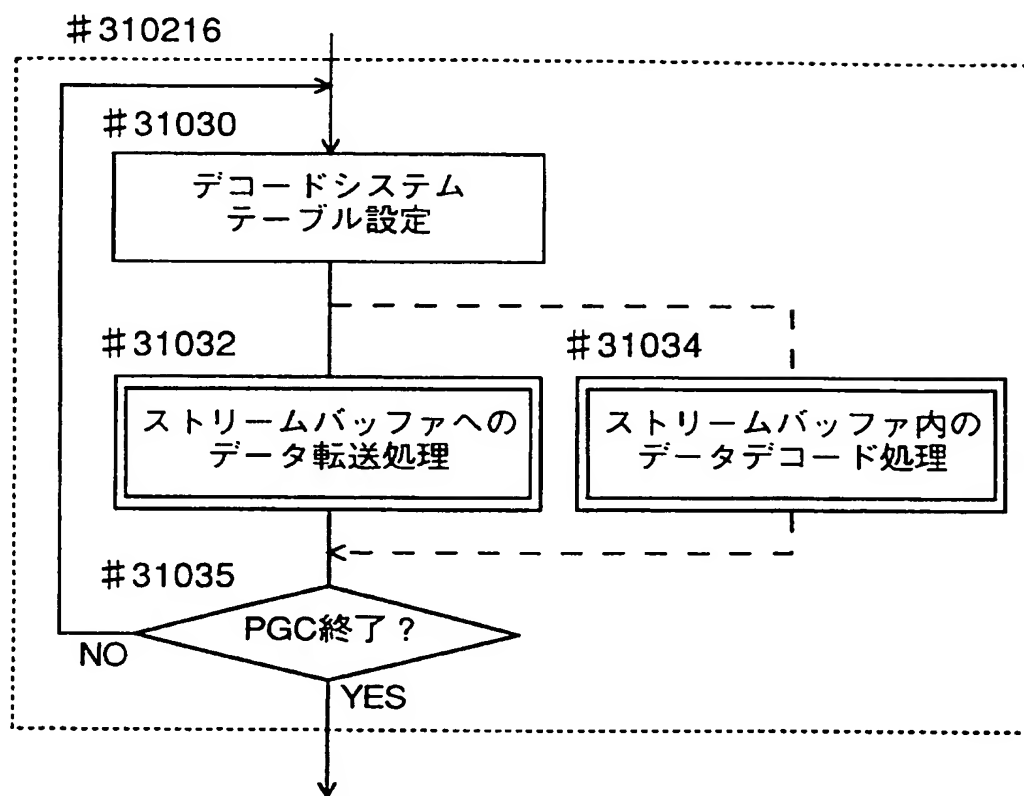 #310216
#31030
デコードシステム
テーブル設定
#31032
ストリームバッファへの
データ転送処理
#31034
ストリームバッファ内の
データデコード処理
#31035
PGC終了？
NO
YES